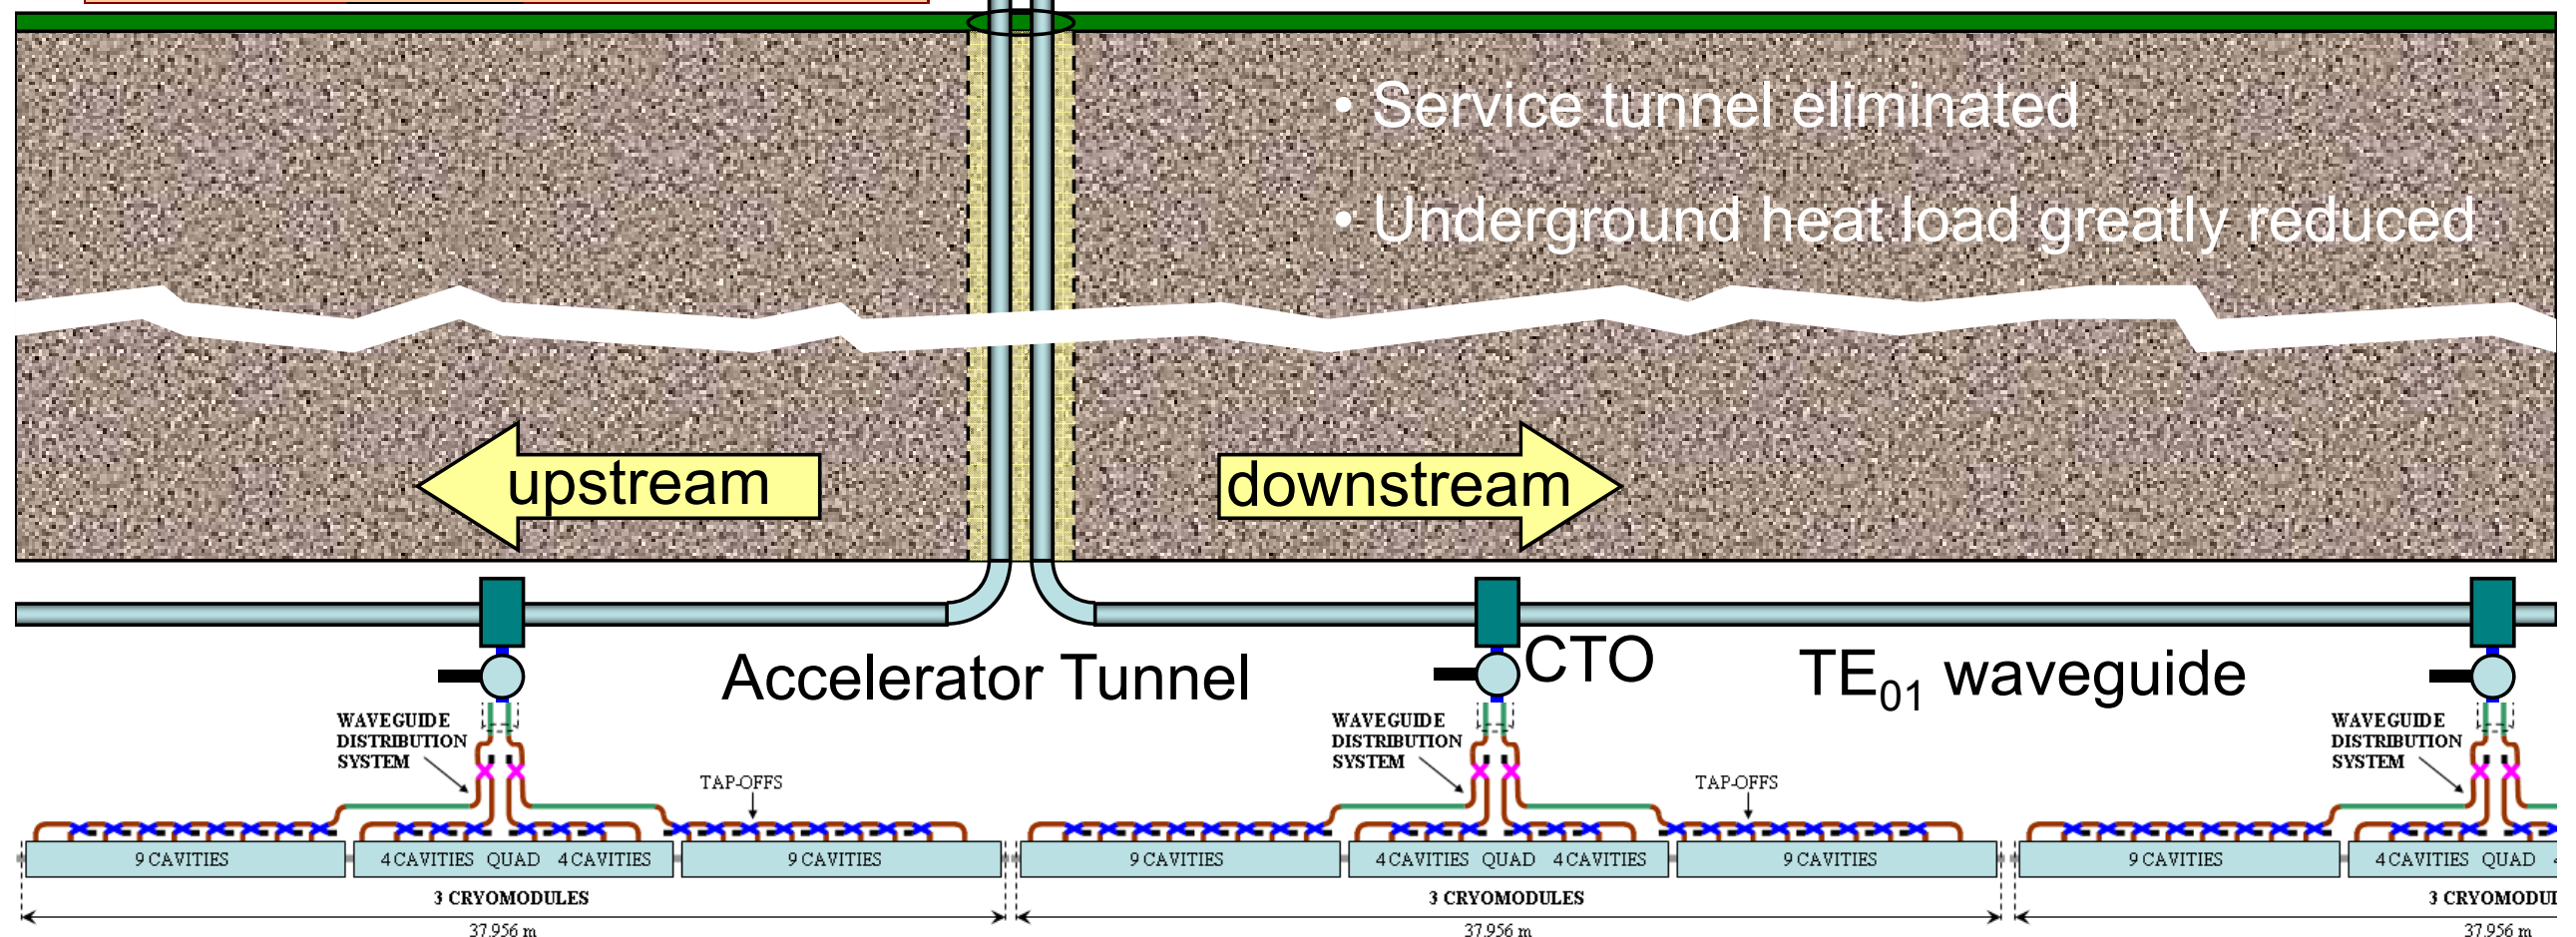 • Service tunnel eliminated
• Underground heat load greatly reduced
upstream
downstream
Accelerator Tunnel
CTO
TE01 waveguide
WAVEGUIDE
DISTRIBUTION
SYSTEM
TAP-OFFS
WAVEGUIDE
DISTRIBUTION
SYSTEM
TAP-OFFS
WAVEGUIDE
DISTRIBUTION
SYSTEM
9 CAVITIES
4 CAVITIES QUAD 4 CAVITIES
9 CAVITIES
9 CAVITIES
4 CAVITIES QUAD 4 CAVITIES
9 CAVITIES
9 CAVITIES
4 CAVITIES QUAD 4
3 CRYOMODULES
3 CRYOMODULES
3 CRYOMODU
37.956 m
37.956 m
37.956 m